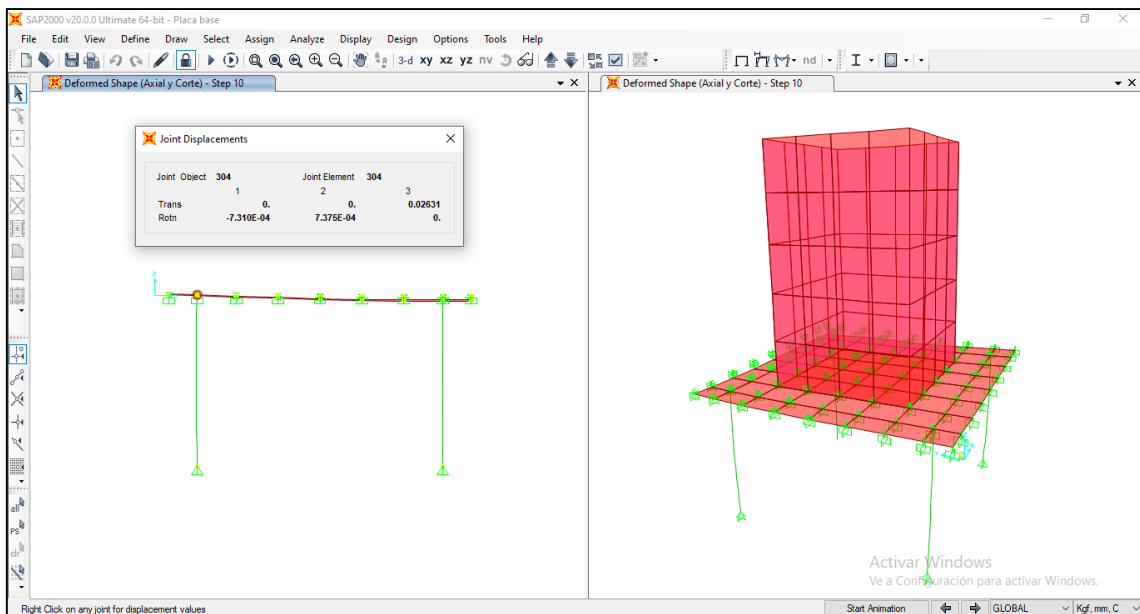 SAP2000 v20.0.0 Ultimate 64-bit - Placa base
File Edit View Define Draw Select Assign Analyze Display Design Options Tools Help
3-d xy xz yz nv nd
Deformed Shape (Axial y Corte) - Step 10
Deformed Shape (Axial y Corte) - Step 10
Joint Displacements
Joint Object 304 Joint Element 304
1 2 3
Trans 0. 0. 0.02631
Rotn -7.310E-04 7.375E-04 0.
Z
all
PS
clr
Activar Windows
Ve a Configuración para activar Windows.
Right Click on any joint for displacement values
Start Animation GLOBAL Kgf, mm, C